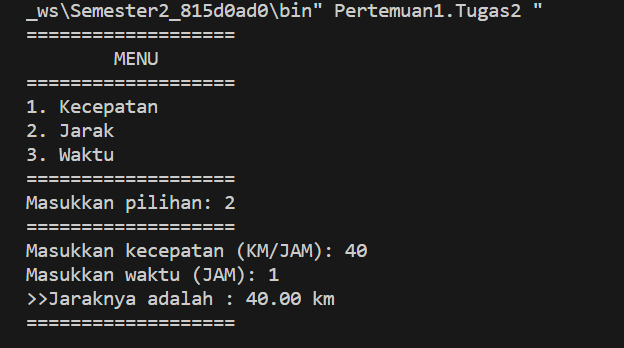 _ws\Semester2_815d0ad0\bin" Pertemuan1.Tugas2 "
===================
        MENU
===================
1. Kecepatan
2. Jarak
3. Waktu
===================
Masukkan pilihan: 2
===================
Masukkan kecepatan (KM/JAM): 40
Masukkan waktu (JAM): 1
>>Jaraknya adalah : 40.00 km
===================